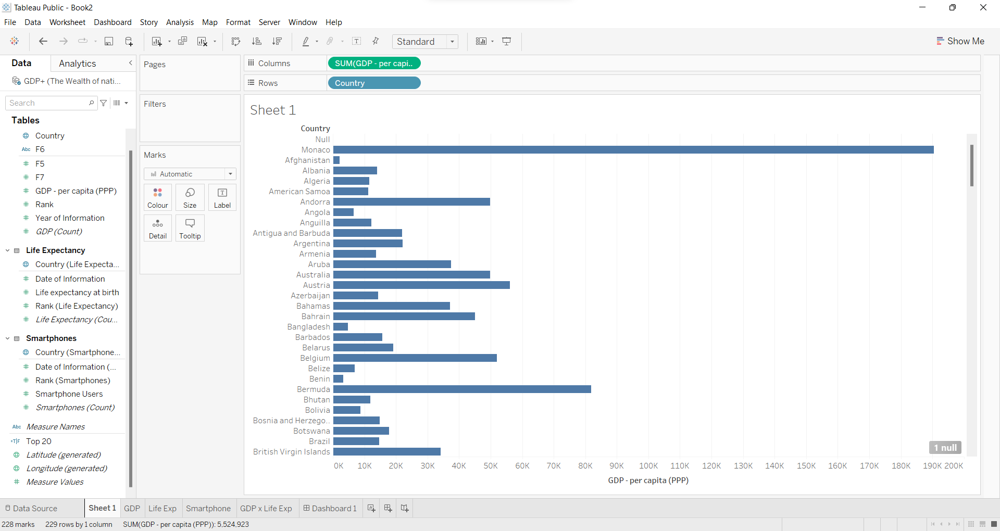 Tableau Public - Book2
File Data Worksheet Dashboard Story Analysis Map Format Server Window Help
Standard
Show Me
Data
Analytics
GDP+ (The Wealth of nati...
Search
Tables
Country
Abc F6
F5
F7
GDP - per capita (PPP)
Rank
Year of Information
GDP (Count)
Life Expectancy
Country (Life Expecta...
Date of Information
Life expectancy at birth
Rank (Life Expectancy)
Life Expectancy (Cou...
Smartphones
Country (Smartphone...
Date of Information (...
Rank (Smartphones)
Smartphone Users
Smartphones (Count)
Abc Measure Names
=T|F Top 20
Latitude (generated)
Longitude (generated)
Measure Values
Pages
Filters
Marks
Automatic
Colour
Size
Label
Detail
Tooltip
Columns
SUM(GDP - per capi..
Rows
Country
Sheet 1
Country
Null
Monaco
Afghanistan
Albania
Algeria
American Samoa
Andorra
Angola
Anguilla
Antigua and Barbuda
Argentina
Armenia
Aruba
Australia
Austria
Azerbaijan
Bahamas
Bahrain
Bangladesh
Barbados
Belarus
Belgium
Belize
Benin
Bermuda
Bhutan
Bolivia
Bosnia and Herzego..
Botswana
Brazil
British Virgin Islands
1 null
0K 10K 20K 30K 40K 50K 60K 70K 80K 90K 100K 110K 120K 130K 140K 150K 160K 170K 180K 190K 200K
GDP - per capita (PPP)
Data Source
Sheet 1
GDP
Life Exp
Smartphone
GDP x Life Exp
Dashboard 1
228 marks
229 rows by 1 column
SUM(GDP - per capita (PPP)): 5,524,923